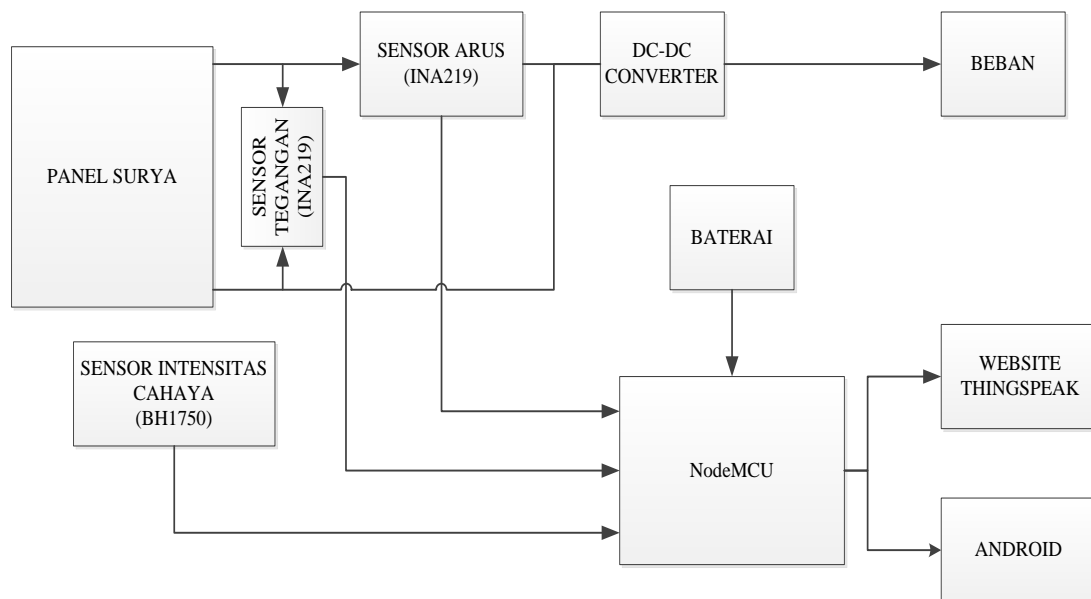 PANEL SURYA
SENSOR
TEGANGAN
(INA219)
SENSOR ARUS
(INA219)
DC-DC
CONVERTER
BEBAN
BATERAI
SENSOR INTENSITAS
CAHAYA
(BH1750)
NodeMCU
WEBSITE
THINGSPEAK
ANDROID